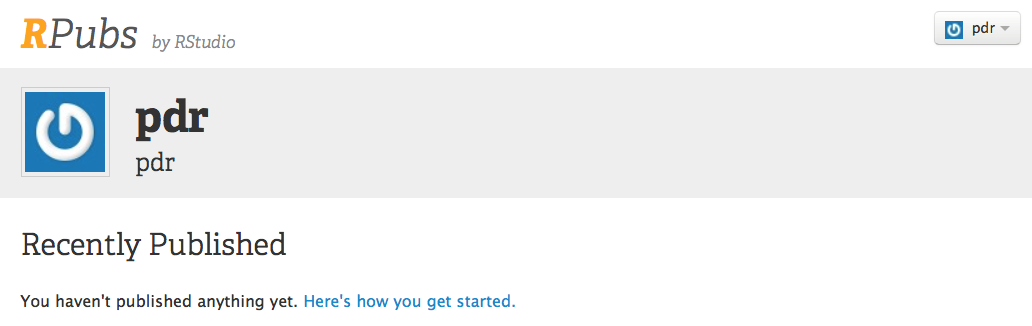 RPubs by RStudio
pdr
pdr
pdr
Recently Published
You haven't published anything yet. Here's how you get started.